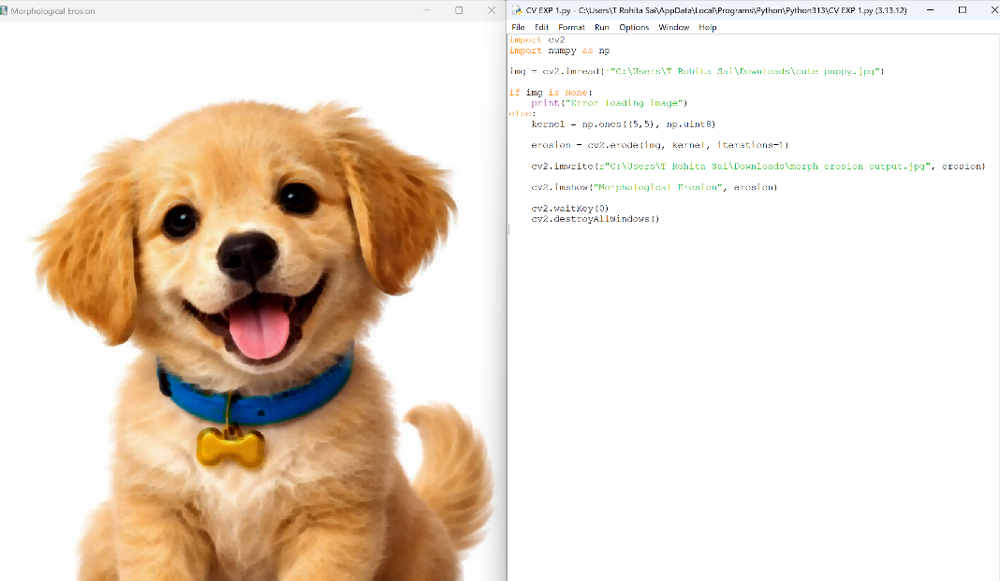 Morphological Erosion
CV EXP 1.py - C:\Users\T Rohita Sai\AppData\Local\Programs\Python\Python313\CV EXP 1.py (3.13.12)
File Edit Format Run Options Window Help
import cv2
import numpy as np
img = cv2.imread(r"C:\Users\T Rohita Sai\Downloads\cute puppy.jpg")
if img is None:
    print("Error loading image")
else:
    kernel = np.ones((5,5), np.uint8)
    erosion = cv2.erode(img, kernel, iterations=1)
    cv2.imwrite(r"C:\Users\T Rohita Sai\Downloads\morph erosion output.jpg", erosion)
    cv2.imshow("Morphological Erosion", erosion)
    cv2.waitKey(0)
    cv2.destroyAllWindows()